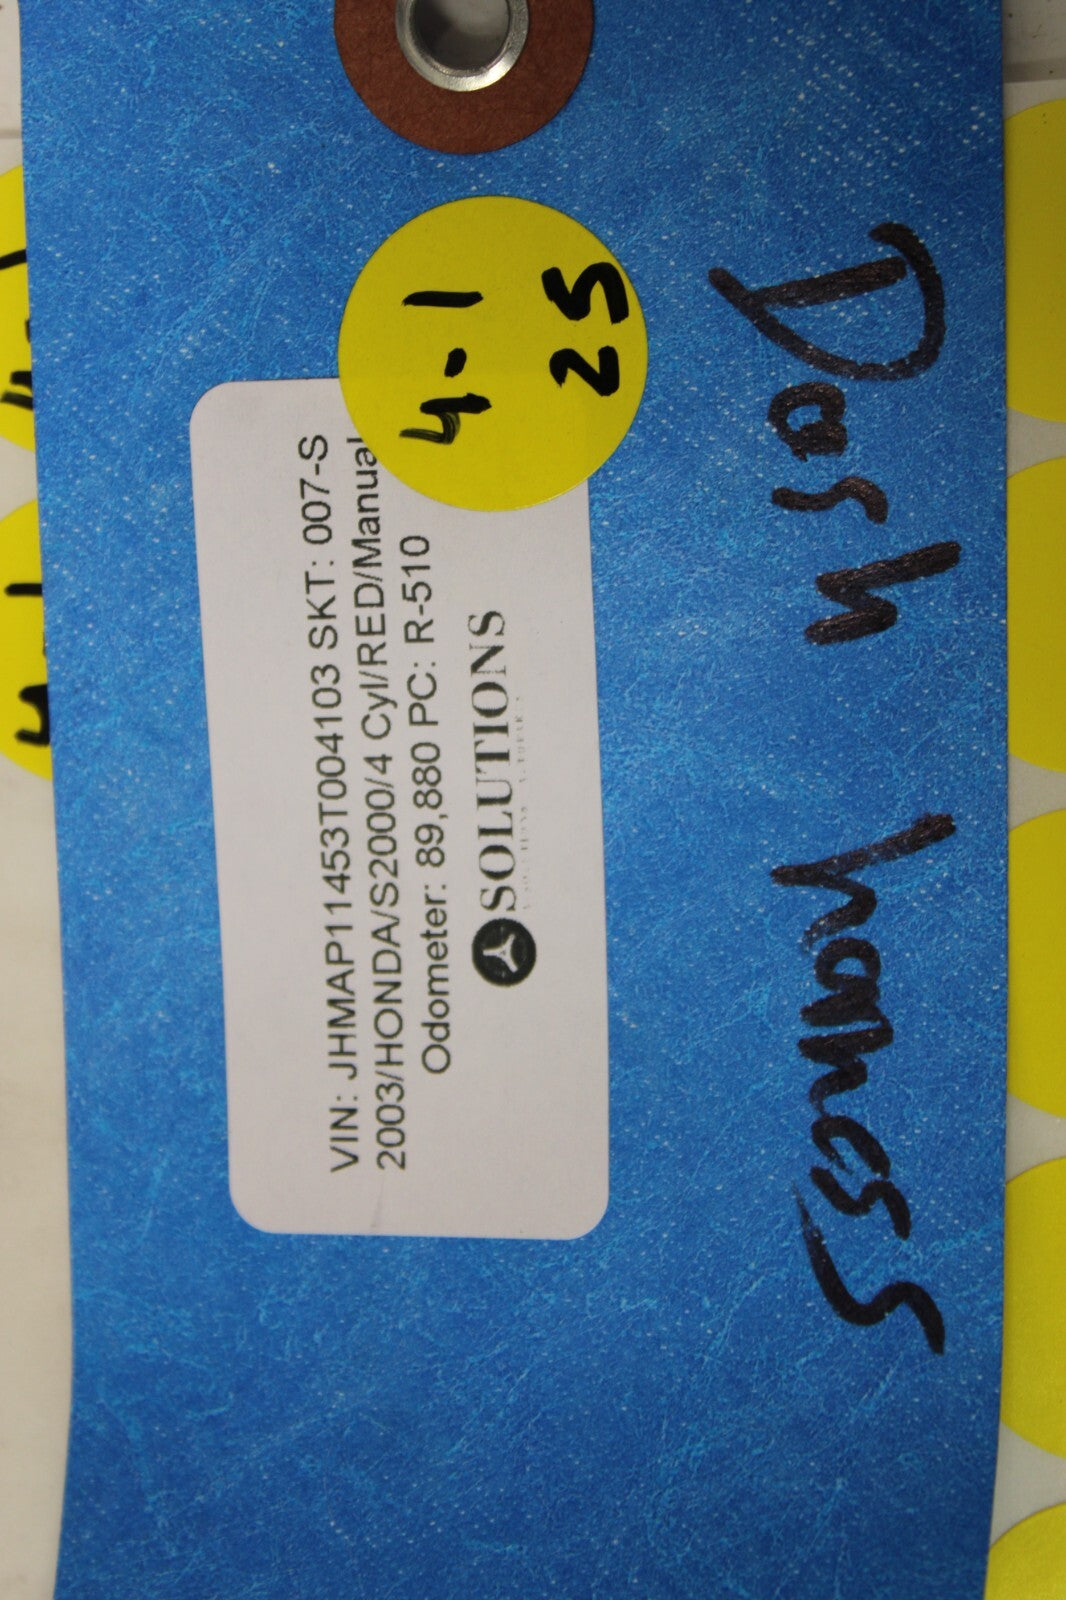 VIN: JHMAP11453T004103 SKT: 007-S
2003/HONDA/S2000/4 Cyl/RED/Manual
Odometer: 89,880 PC: R-510
SOLUTIONS
4-1
25
Dash harness